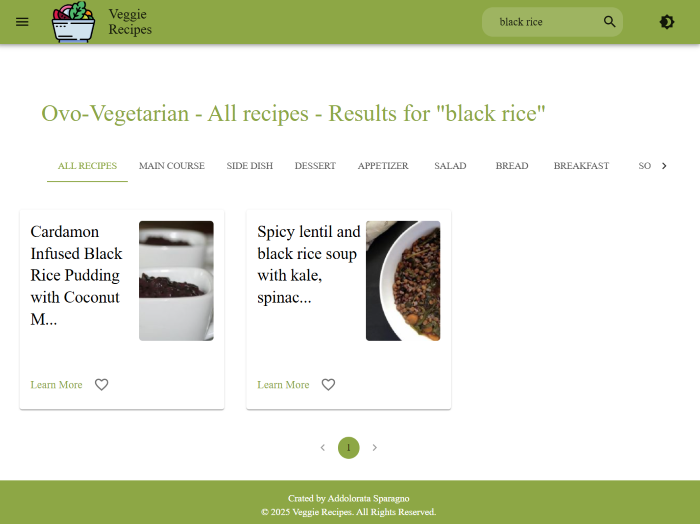 Veggie
Recipes
black rice
Ovo-Vegetarian - All recipes - Results for "black rice"
ALL RECIPES MAIN COURSE SIDE DISH DESSERT APPETIZER SALAD BREAD BREAKFAST SO
Cardamon
Infused Black
Rice Pudding
with Coconut
M...
Learn More
Spicy lentil and
black rice soup
with kale,
spinac...
Learn More
1
Crated by Addolorata Sparagno
© 2025 Veggie Recipes. All Rights Reserved.